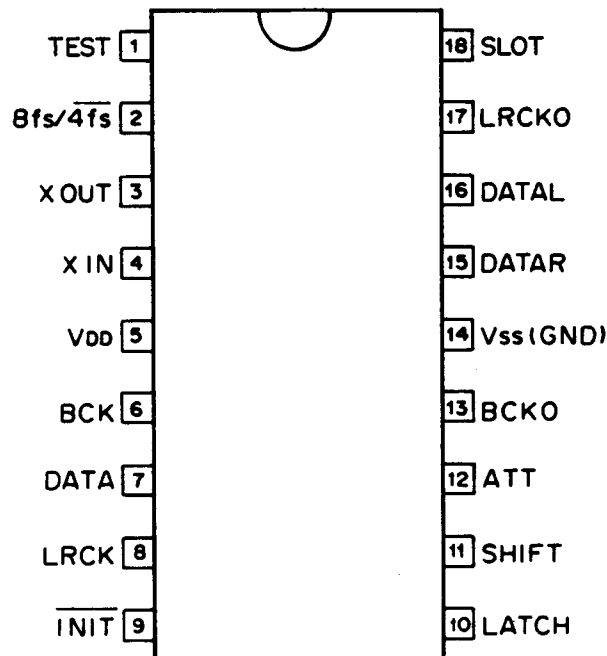 TEST 1 18 SLOT
8fs/4fs 2 17 LRCKO
XOUT 3 16 DATAL
XIN 4 15 DATAR
VDD 5 14 Vss(GND)
BCK 6 13 BCKO
DATA 7 12 ATT
LRCK 8 11 SHIFT
INIT 9 10 LATCH